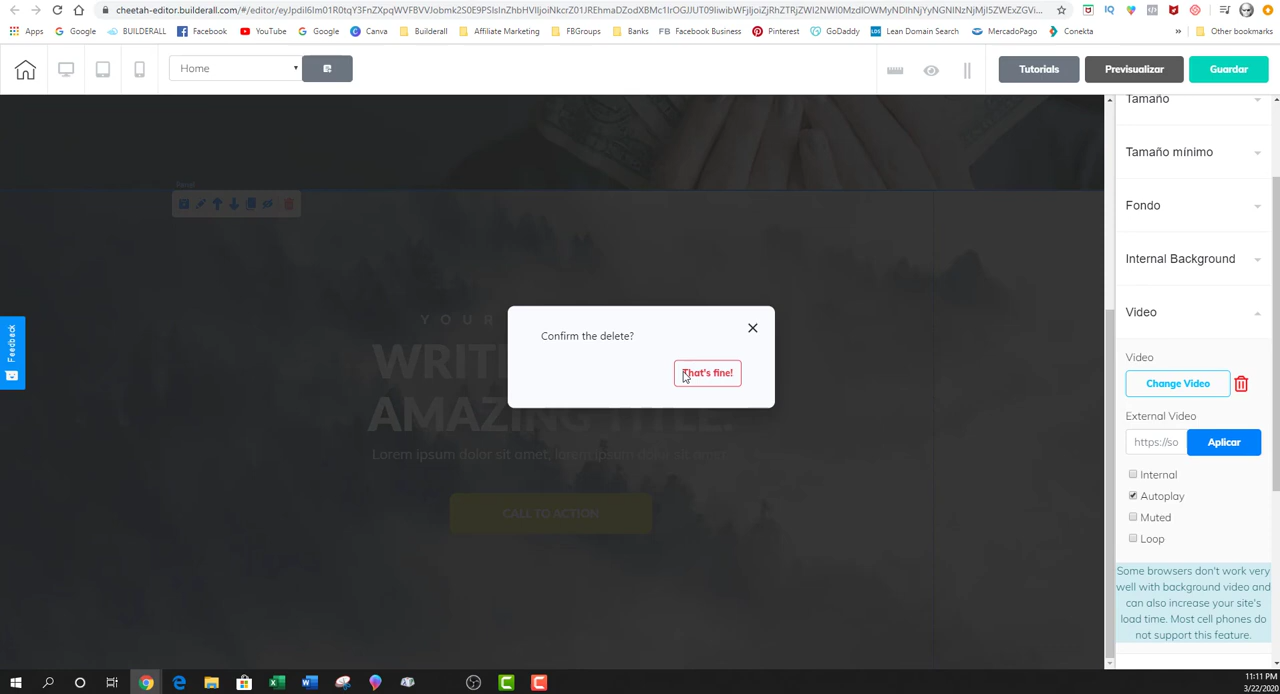 cheetah-editor.builderall.com/#/editor/
Apps
Google
BUILDERALL
Facebook
YouTube
Google
Canva
Builderall
Affiliate Marketing
FBGroups
Banks
FB Facebook Business
Pinterest
GoDaddy
LDS Lean Domain Search
MercadoPago
Conekta
»
Other bookmarks
Home
Tutorials
Previsualizar
Guardar
Feedback
Panel
YOUR
WRITE
AMAZING TITLE!
Lorem ipsum dolor sit amet, lorem ipsum dolor sit amet
CALL TO ACTION
Confirm the delete?
That's fine!
Tamaño
Tamaño mínimo
Fondo
Internal Background
Video
Video
Change Video
External Video
https://so
Aplicar
Internal
Autoplay
Muted
Loop
Some browsers don't work very
well with background video and
can also increase your site's
load time. Most cell phones do
not support this feature.
11:11 PM
3/22/2020